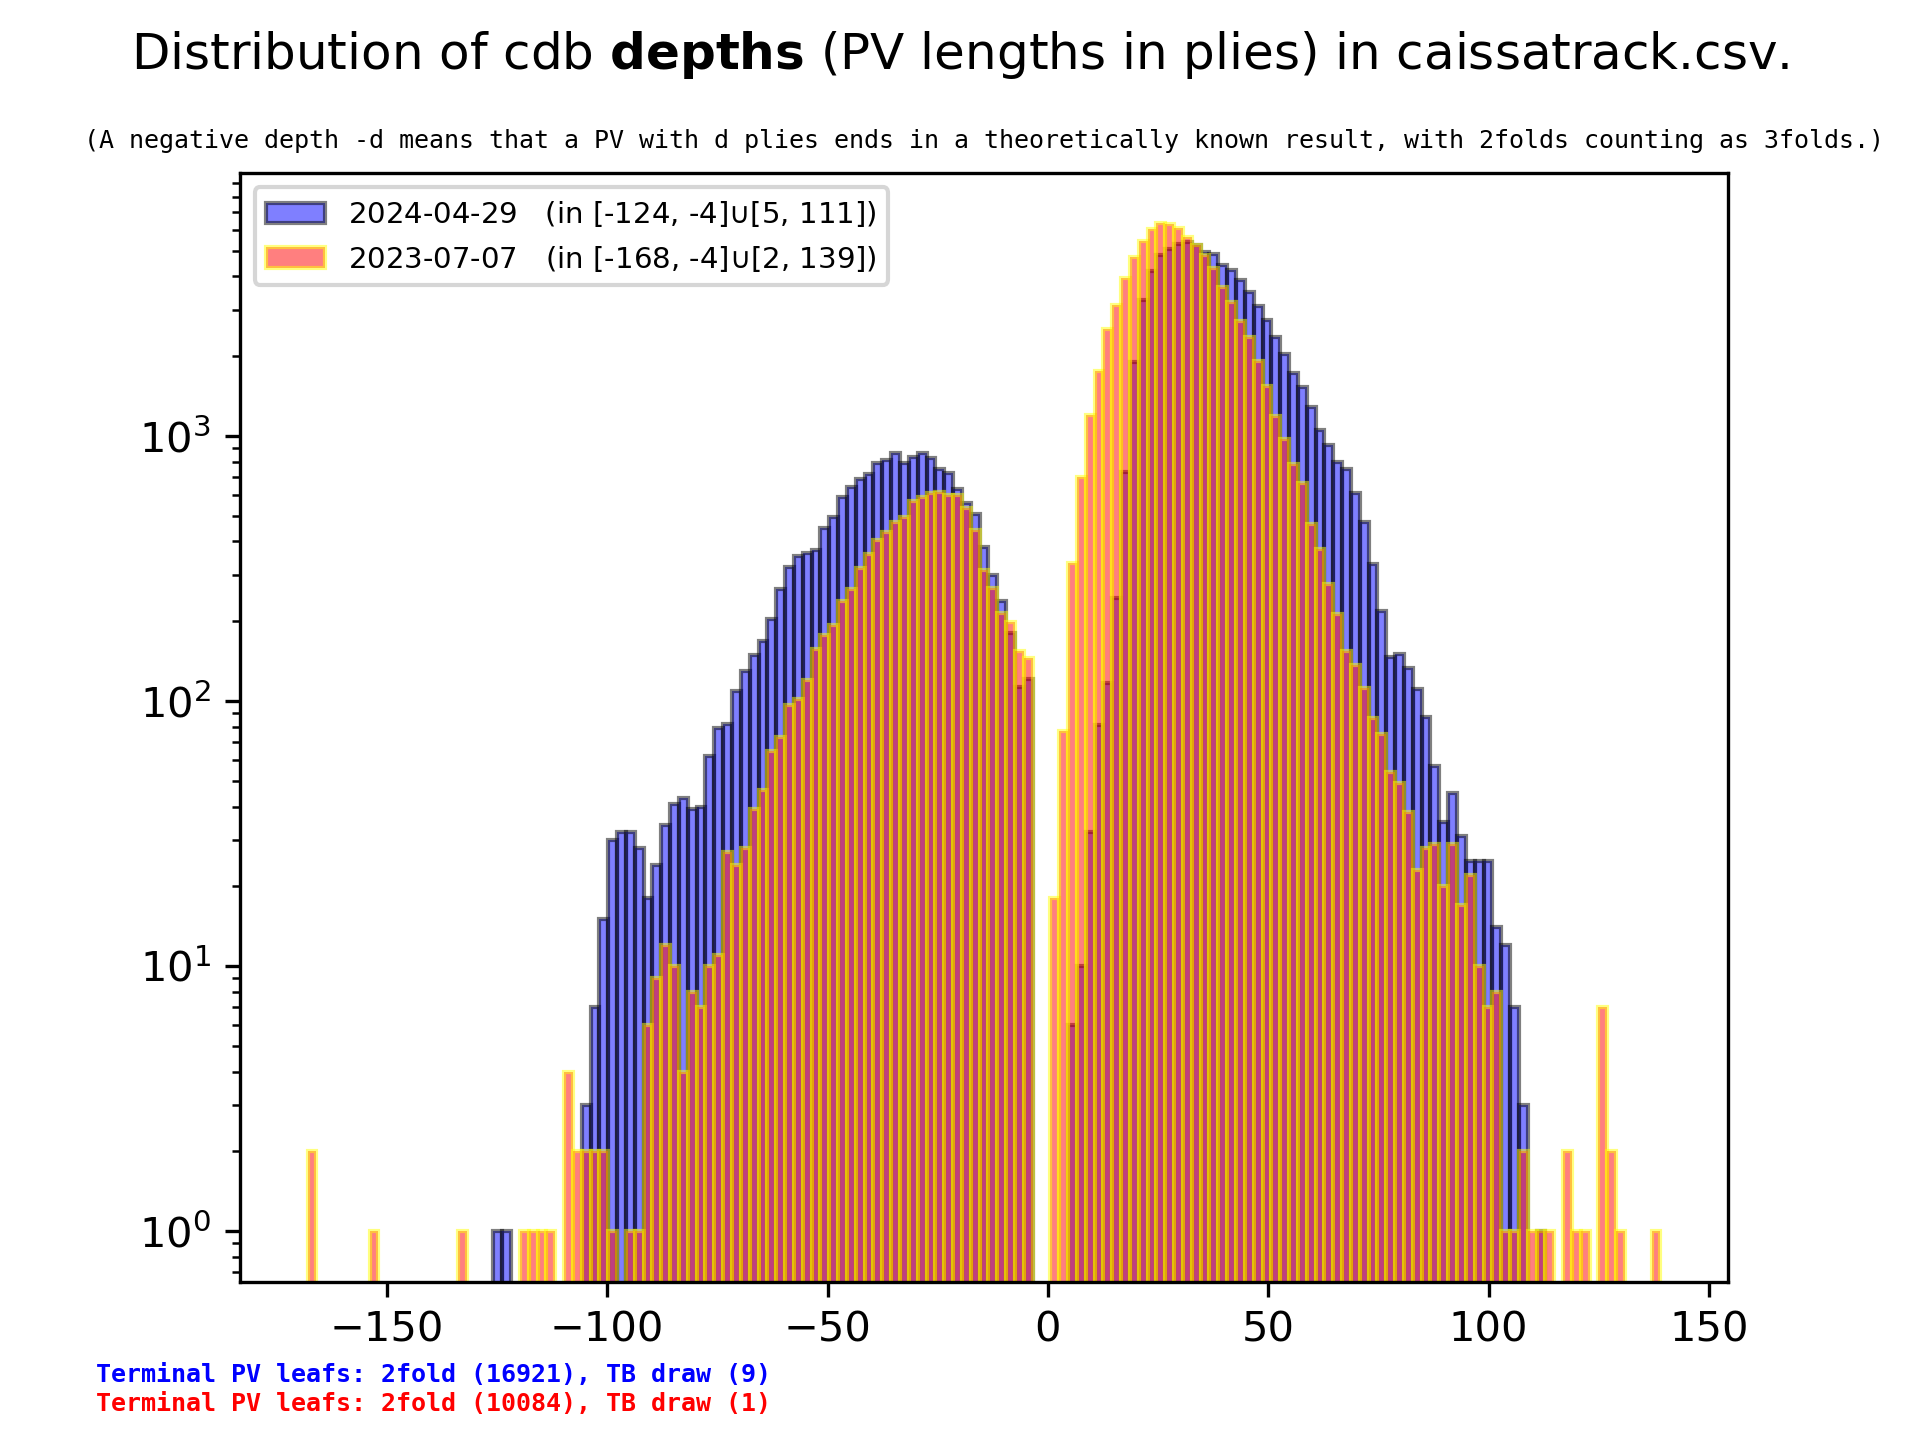 Distribution of cdb depths (PV lengths in plies) in caissatrack.csv.
(A negative depth -d means that a PV with d plies ends in a theoretically known result, with 2folds counting as 3folds.)
2024-04-29 (in [-124, -4]∪[5, 111])
2023-07-07 (in [-168, -4]∪[2, 139])
10³
10²
10¹
10⁰
−150 −100 −50 0 50 100 150
Terminal PV leafs: 2fold (16921), TB draw (9)
Terminal PV leafs: 2fold (10084), TB draw (1)